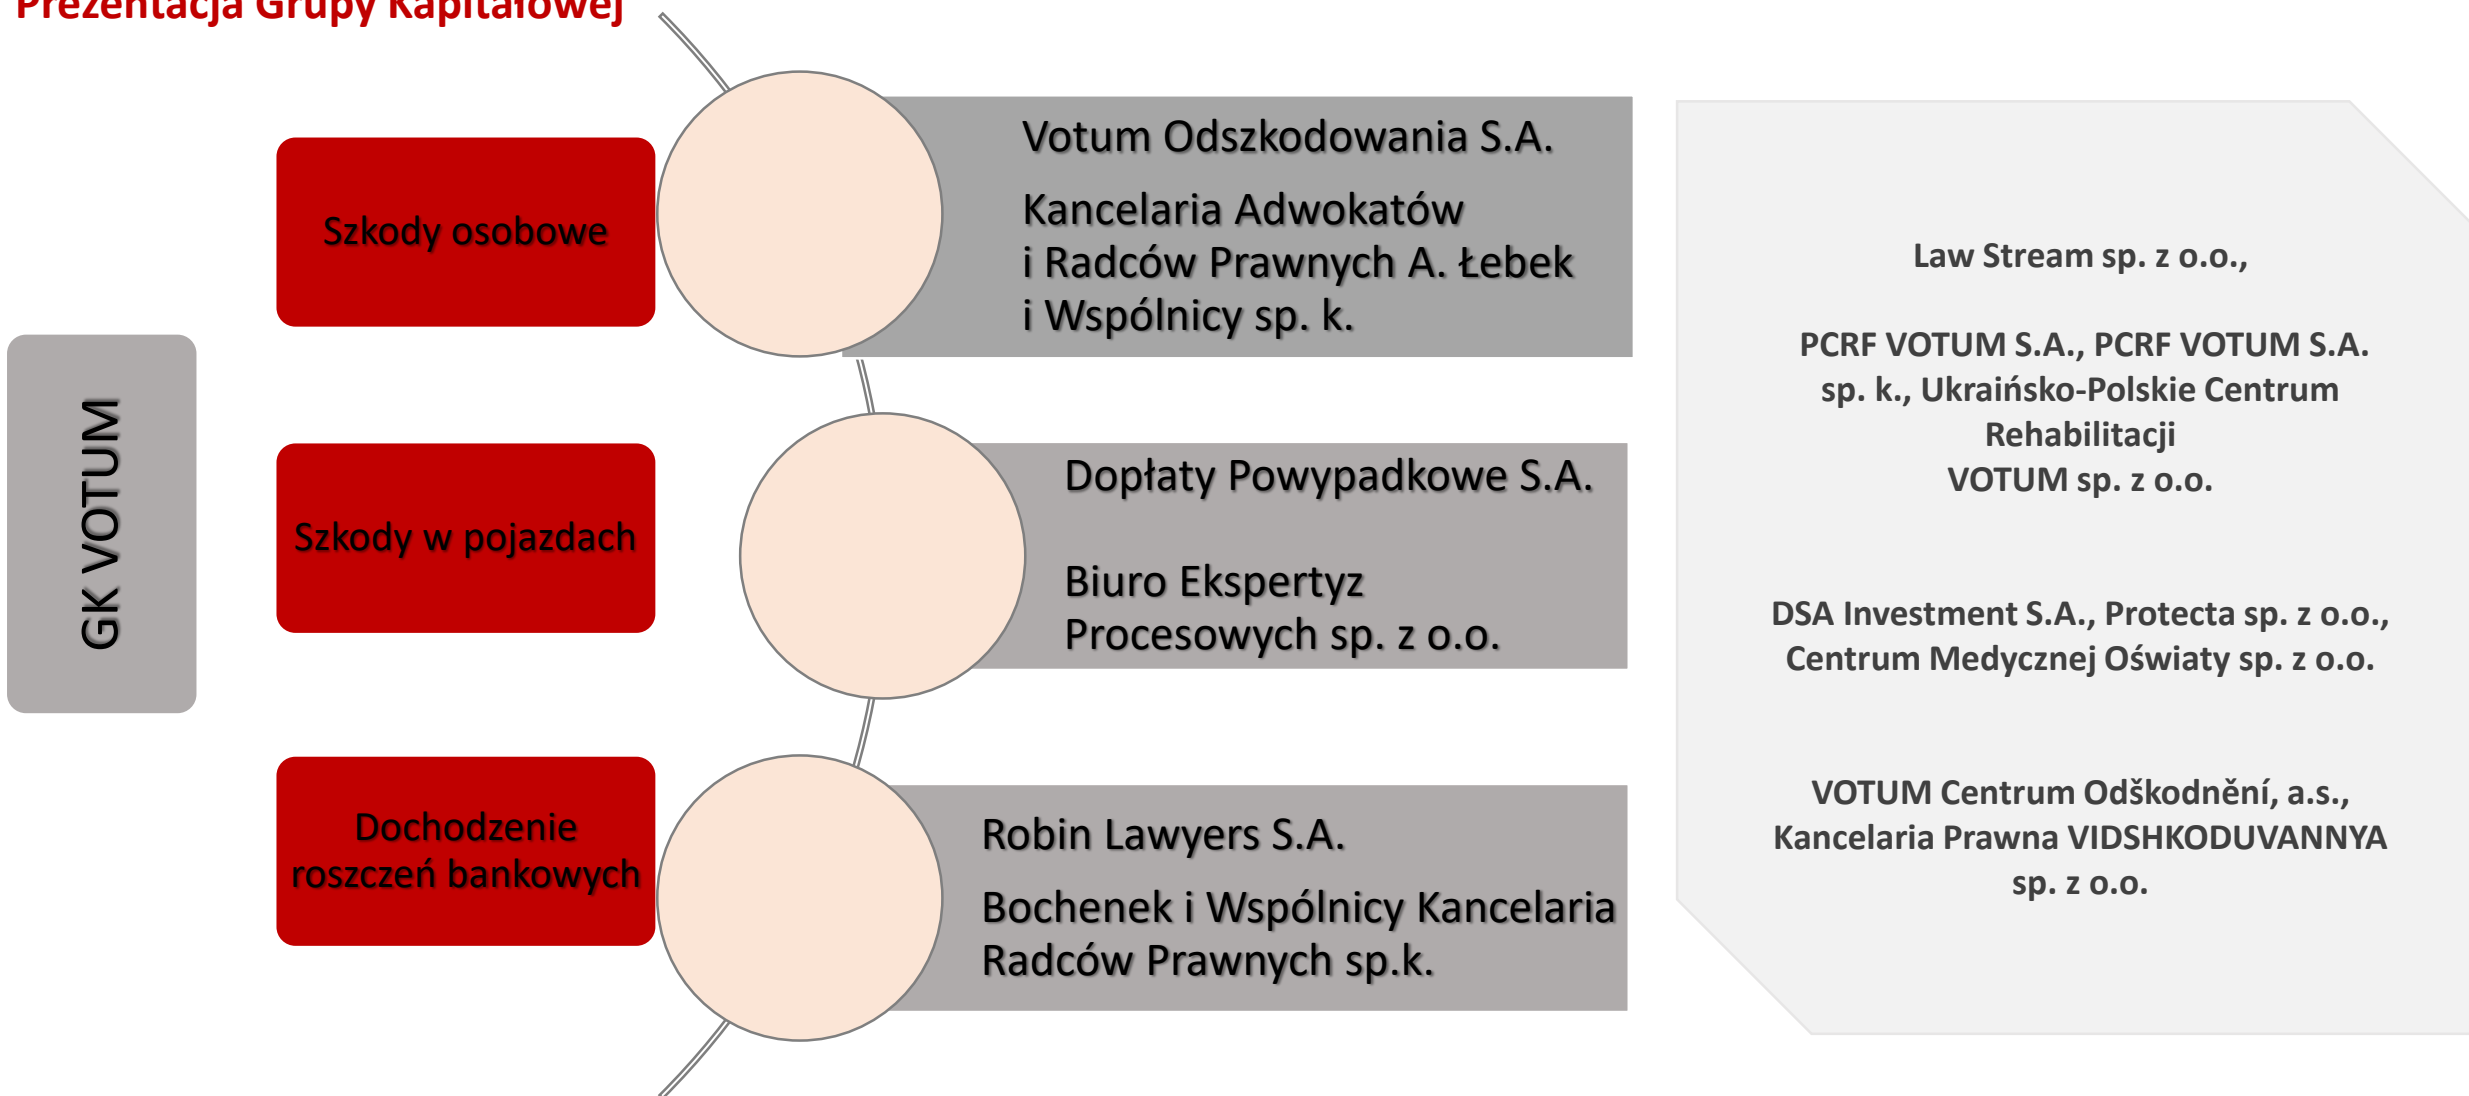 Prezentacja Grupy Kapitałowej
GK VOTUM
Szkody osobowe
Votum Odszkodowania S.A.
Kancelaria Adwokatów
i Radców Prawnych A. Łebek
i Wspólnicy sp. k.
Szkody w pojazdach
Dopłaty Powypadkowe S.A.
Biuro Ekspertyz
Procesowych sp. z o.o.
Dochodzenie
roszczeń bankowych
Robin Lawyers S.A.
Bochenek i Wspólnicy Kancelaria
Radców Prawnych sp.k.
Law Stream sp. z o.o.,
PCRF VOTUM S.A., PCRF VOTUM S.A.
sp. k., Ukraińsko-Polskie Centrum
Rehabilitacji
VOTUM sp. z o.o.
DSA Investment S.A., Protecta sp. z o.o.,
Centrum Medycznej Oświaty sp. z o.o.
VOTUM Centrum Odškodnění, a.s.,
Kancelaria Prawna VIDSHKODUVANNYA
sp. z o.o.